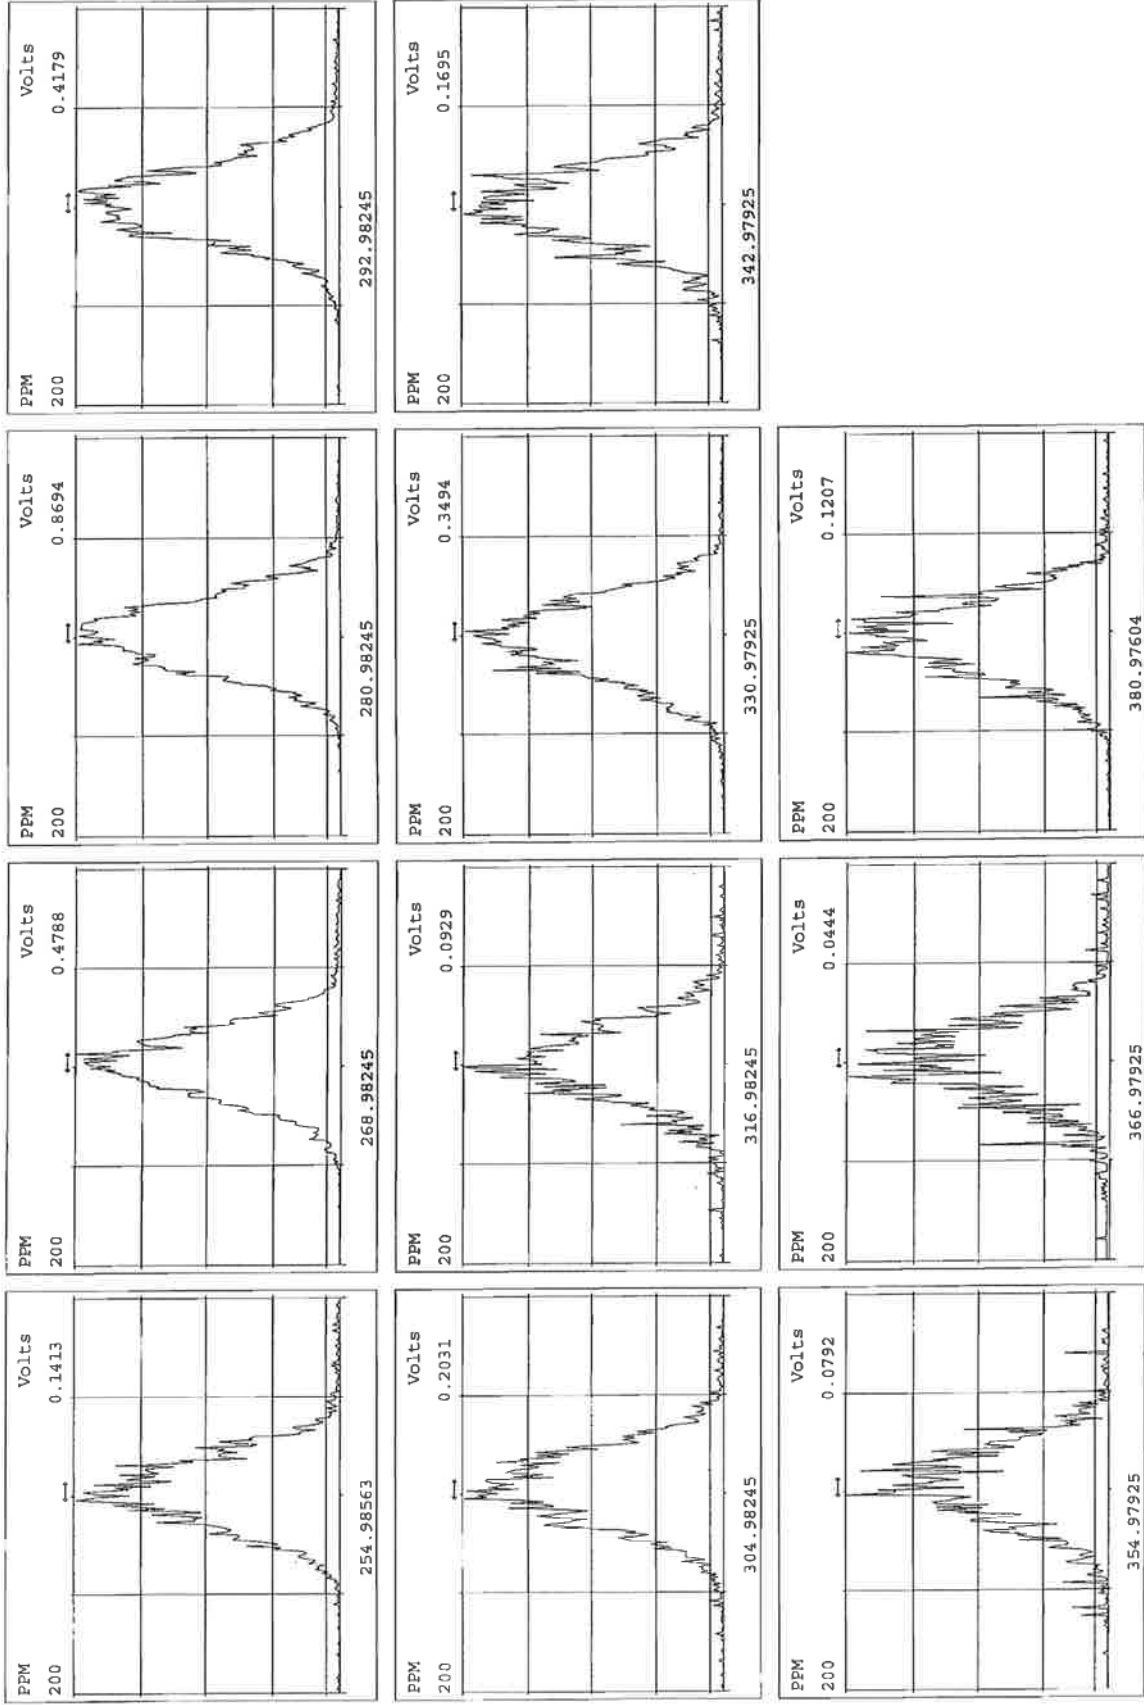 PPM Volts
200 0.1413
254.98563
PPM Volts
200 0.4788
268.98245
PPM Volts
200 0.8694
280.98245
PPM Volts
200 0.4179
292.98245
PPM Volts
200 0.2031
304.98245
PPM Volts
200 0.0929
316.98245
PPM Volts
200 0.3494
330.97925
PPM Volts
200 0.1695
342.97925
PPM Volts
200 0.0792
354.97925
PPM Volts
200 0.0444
366.97925
PPM Volts
200 0.1207
380.97604